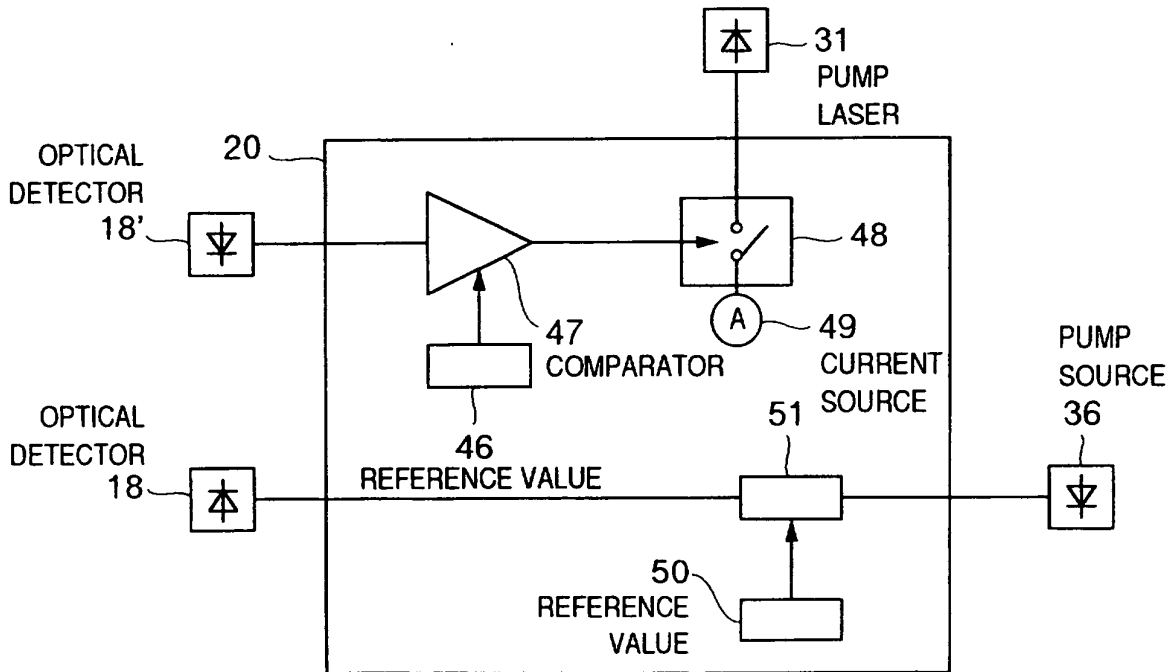 31
PUMP
LASER
20
OPTICAL
DETECTOR
18'
48
A
47
COMPARATOR
49
CURRENT
SOURCE
PUMP
SOURCE
36
46
REFERENCE VALUE
51
OPTICAL
DETECTOR
18
50
REFERENCE
VALUE